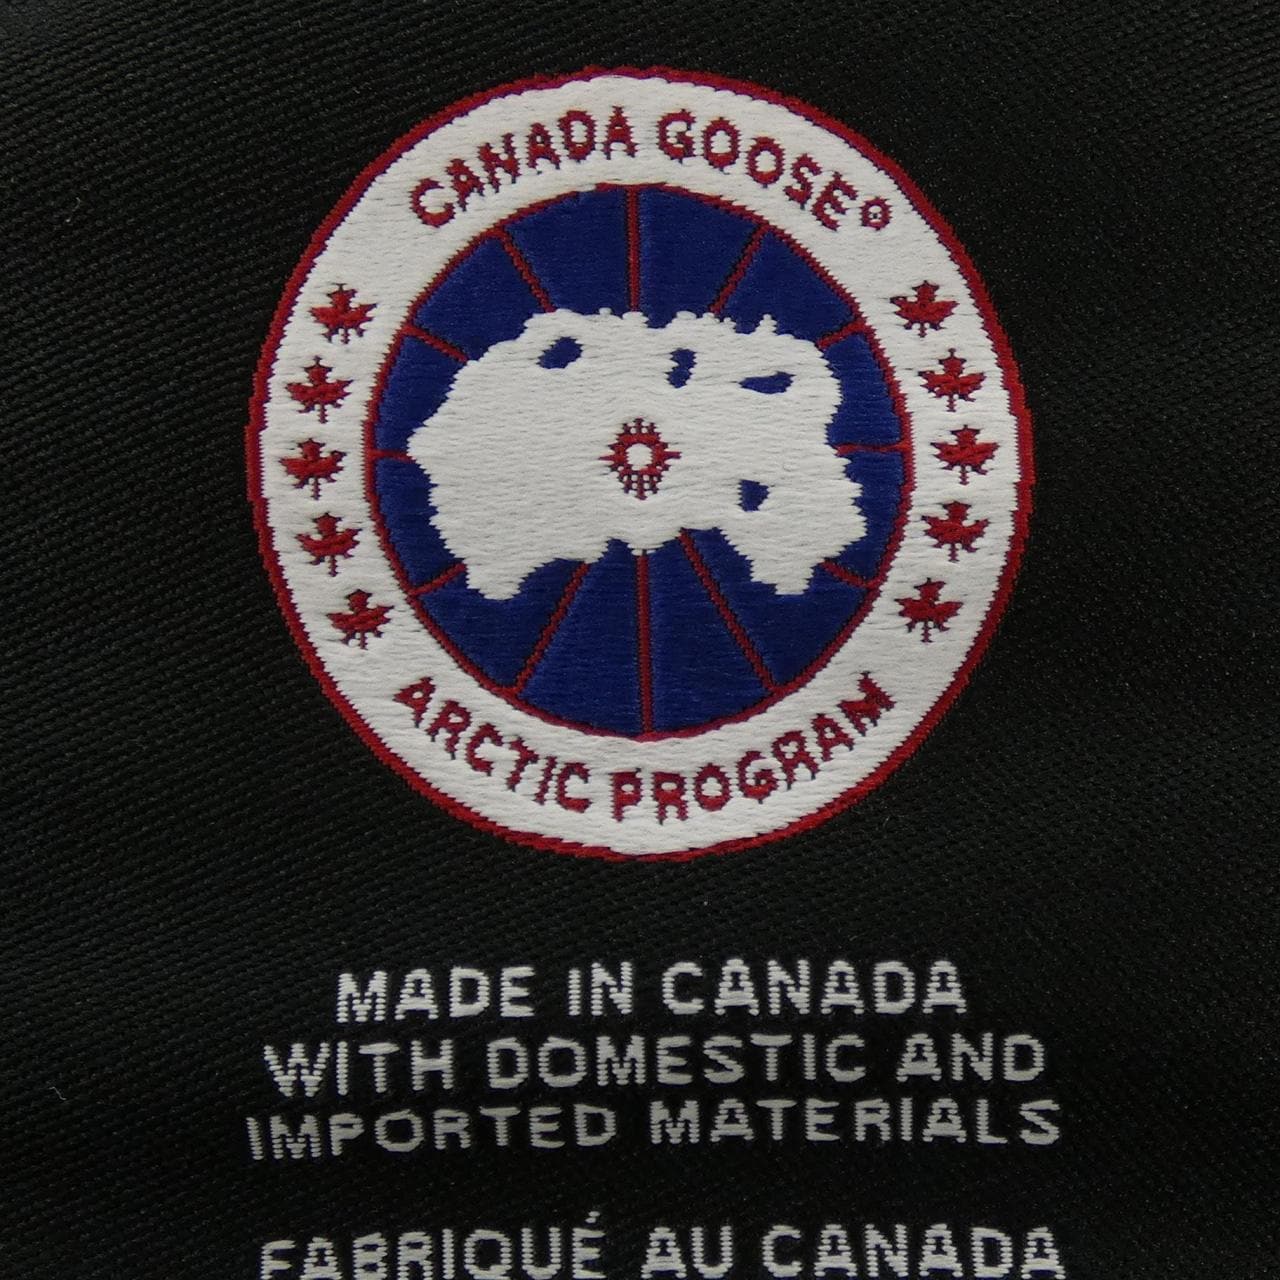 CANADA GOOSE®
ARCTIC PROGRAM
MADE IN CANADA
WITH DOMESTIC AND
IMPORTED MATERIALS
FABRIQUÉ AU CANADA